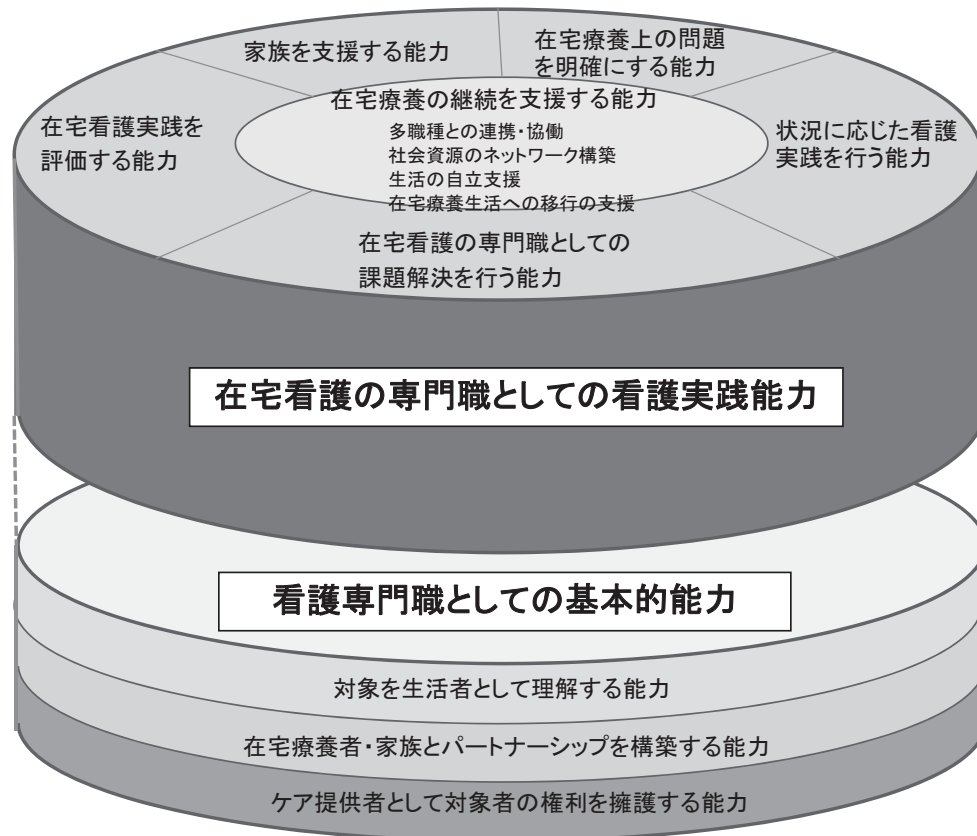 家族を支援する能力
在宅療養上の問題
を明確にする能力
在宅看護実践を
評価する能力
在宅療養の継続を支援する能力
多職種との連携・協働
社会資源のネットワーク構築
生活の自立支援
在宅療養生活への移行の支援
状況に応じた看護
実践を行う能力
在宅看護の専門職としての
課題解決を行う能力
在宅看護の専門職としての看護実践能力
看護専門職としての基本的能力
対象を生活者として理解する能力
在宅療養者・家族とパートナーシップを構築する能力
ケア提供者として対象者の権利を擁護する能力